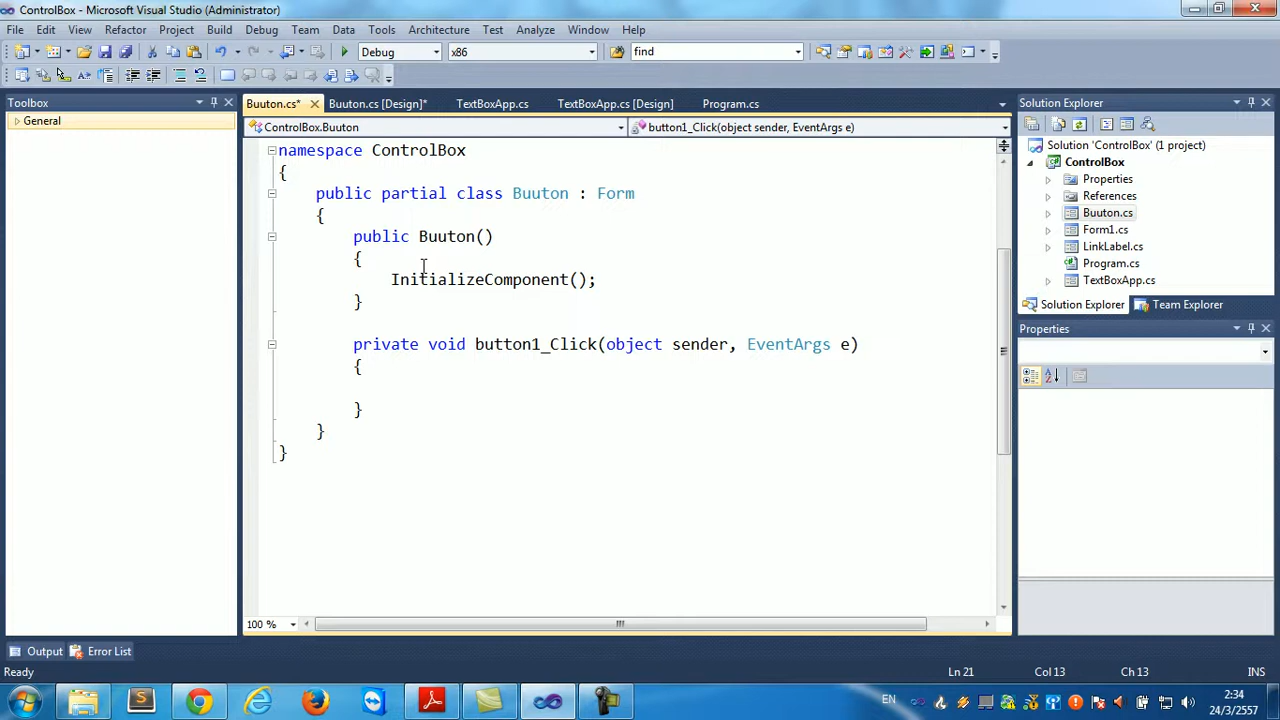 ControlBox - Microsoft Visual Studio (Administrator)
File Edit View Refactor Project Build Debug Team Data Tools Architecture Test Analyze Window Help
Debug x86 find
Toolbox
General
Buuton.cs* Buuton.cs [Design]* TextBoxApp.cs TextBoxApp.cs [Design] Program.cs
ControlBox.Buuton button1_Click(object sender, EventArgs e)
namespace ControlBox
{
public partial class Buuton : Form
{
public Buuton()
{
InitializeComponent();
}
private void button1_Click(object sender, EventArgs e)
{
}
}
}
100 %
Solution Explorer
Solution 'ControlBox' (1 project)
ControlBox
Properties
References
Buuton.cs
Form1.cs
LinkLabel.cs
Program.cs
TextBoxApp.cs
Solution Explorer Team Explorer
Properties
Output Error List
Ready Ln 21 Col 13 Ch 13 INS
EN 2:34
24/3/2557